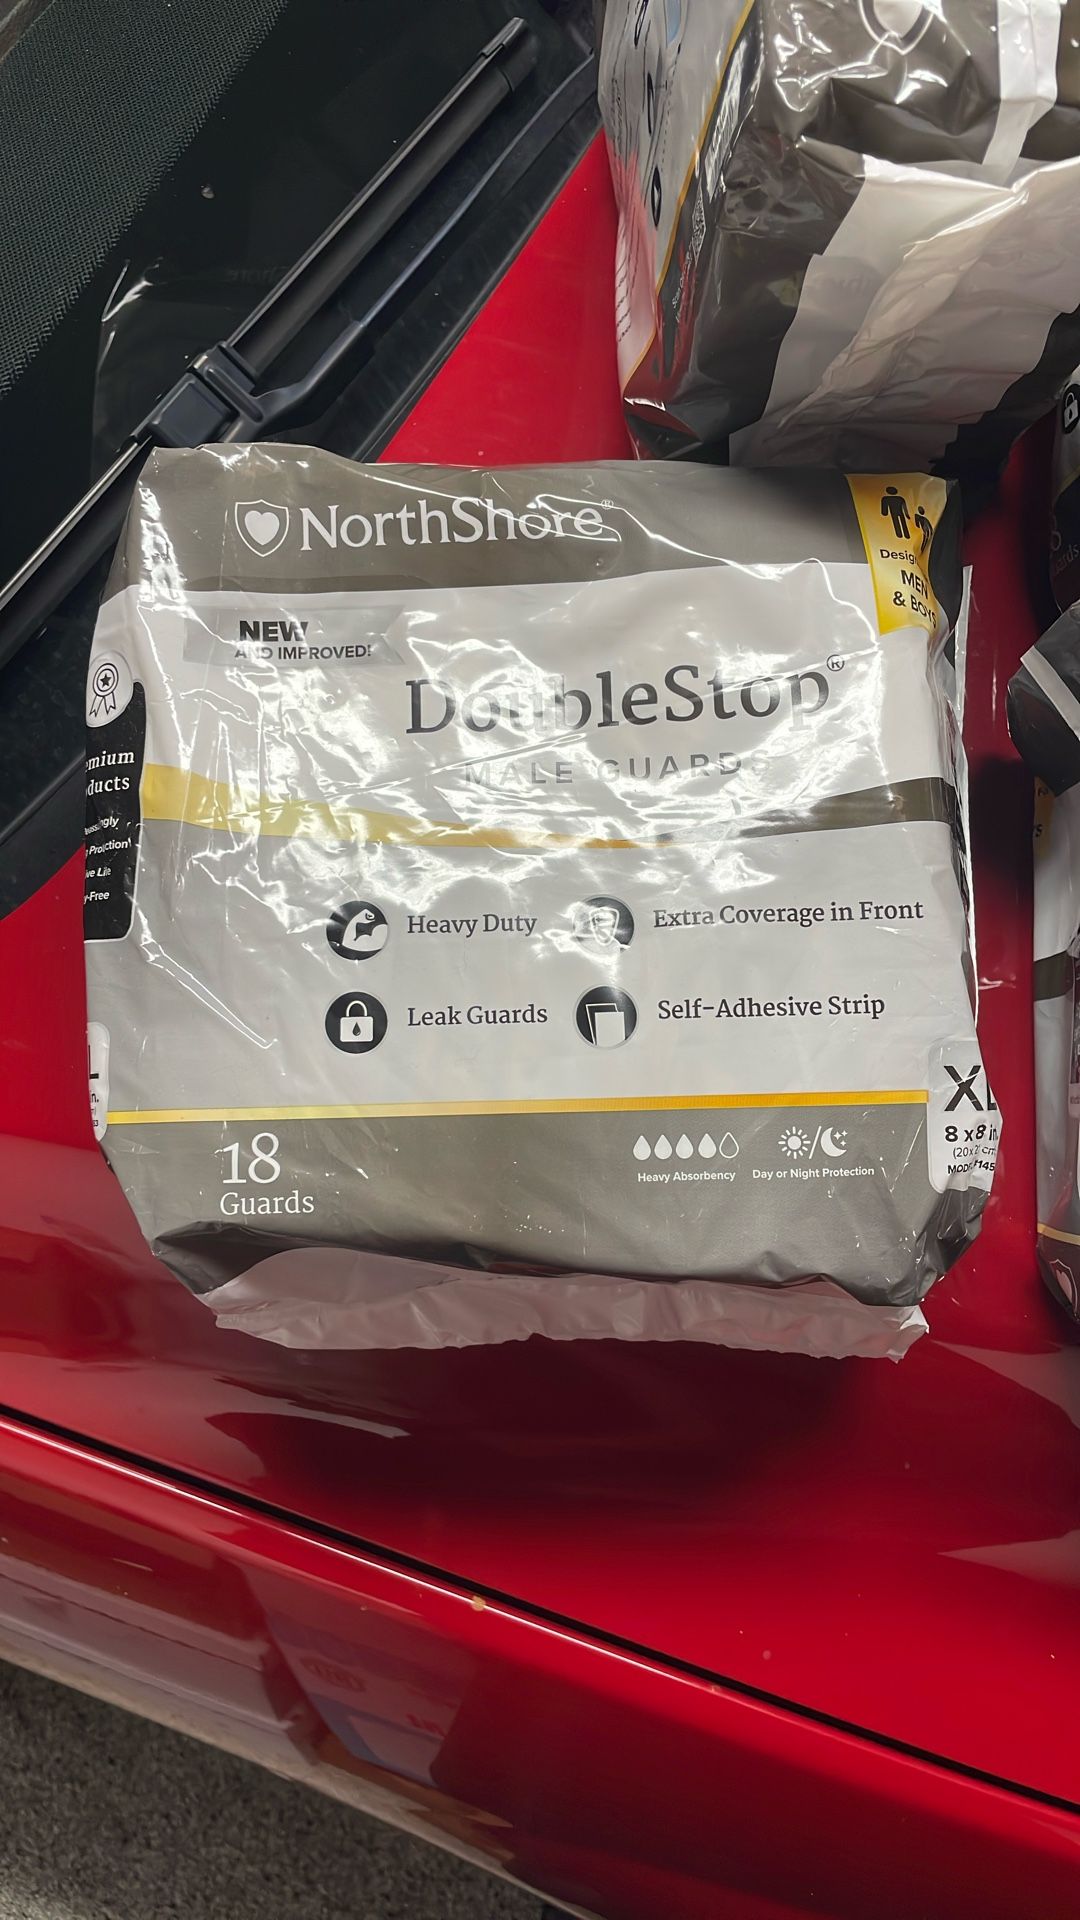 NorthShore®
MEN
& BOYS
NEW
AND IMPROVED!
DoubleStop®
MALE GUARDS
Heavy Duty
Extra Coverage in Front
Leak Guards
Self-Adhesive Strip
18
Guards
Heavy Absorbency
Day or Night Protection
XL
8 x 8 in.